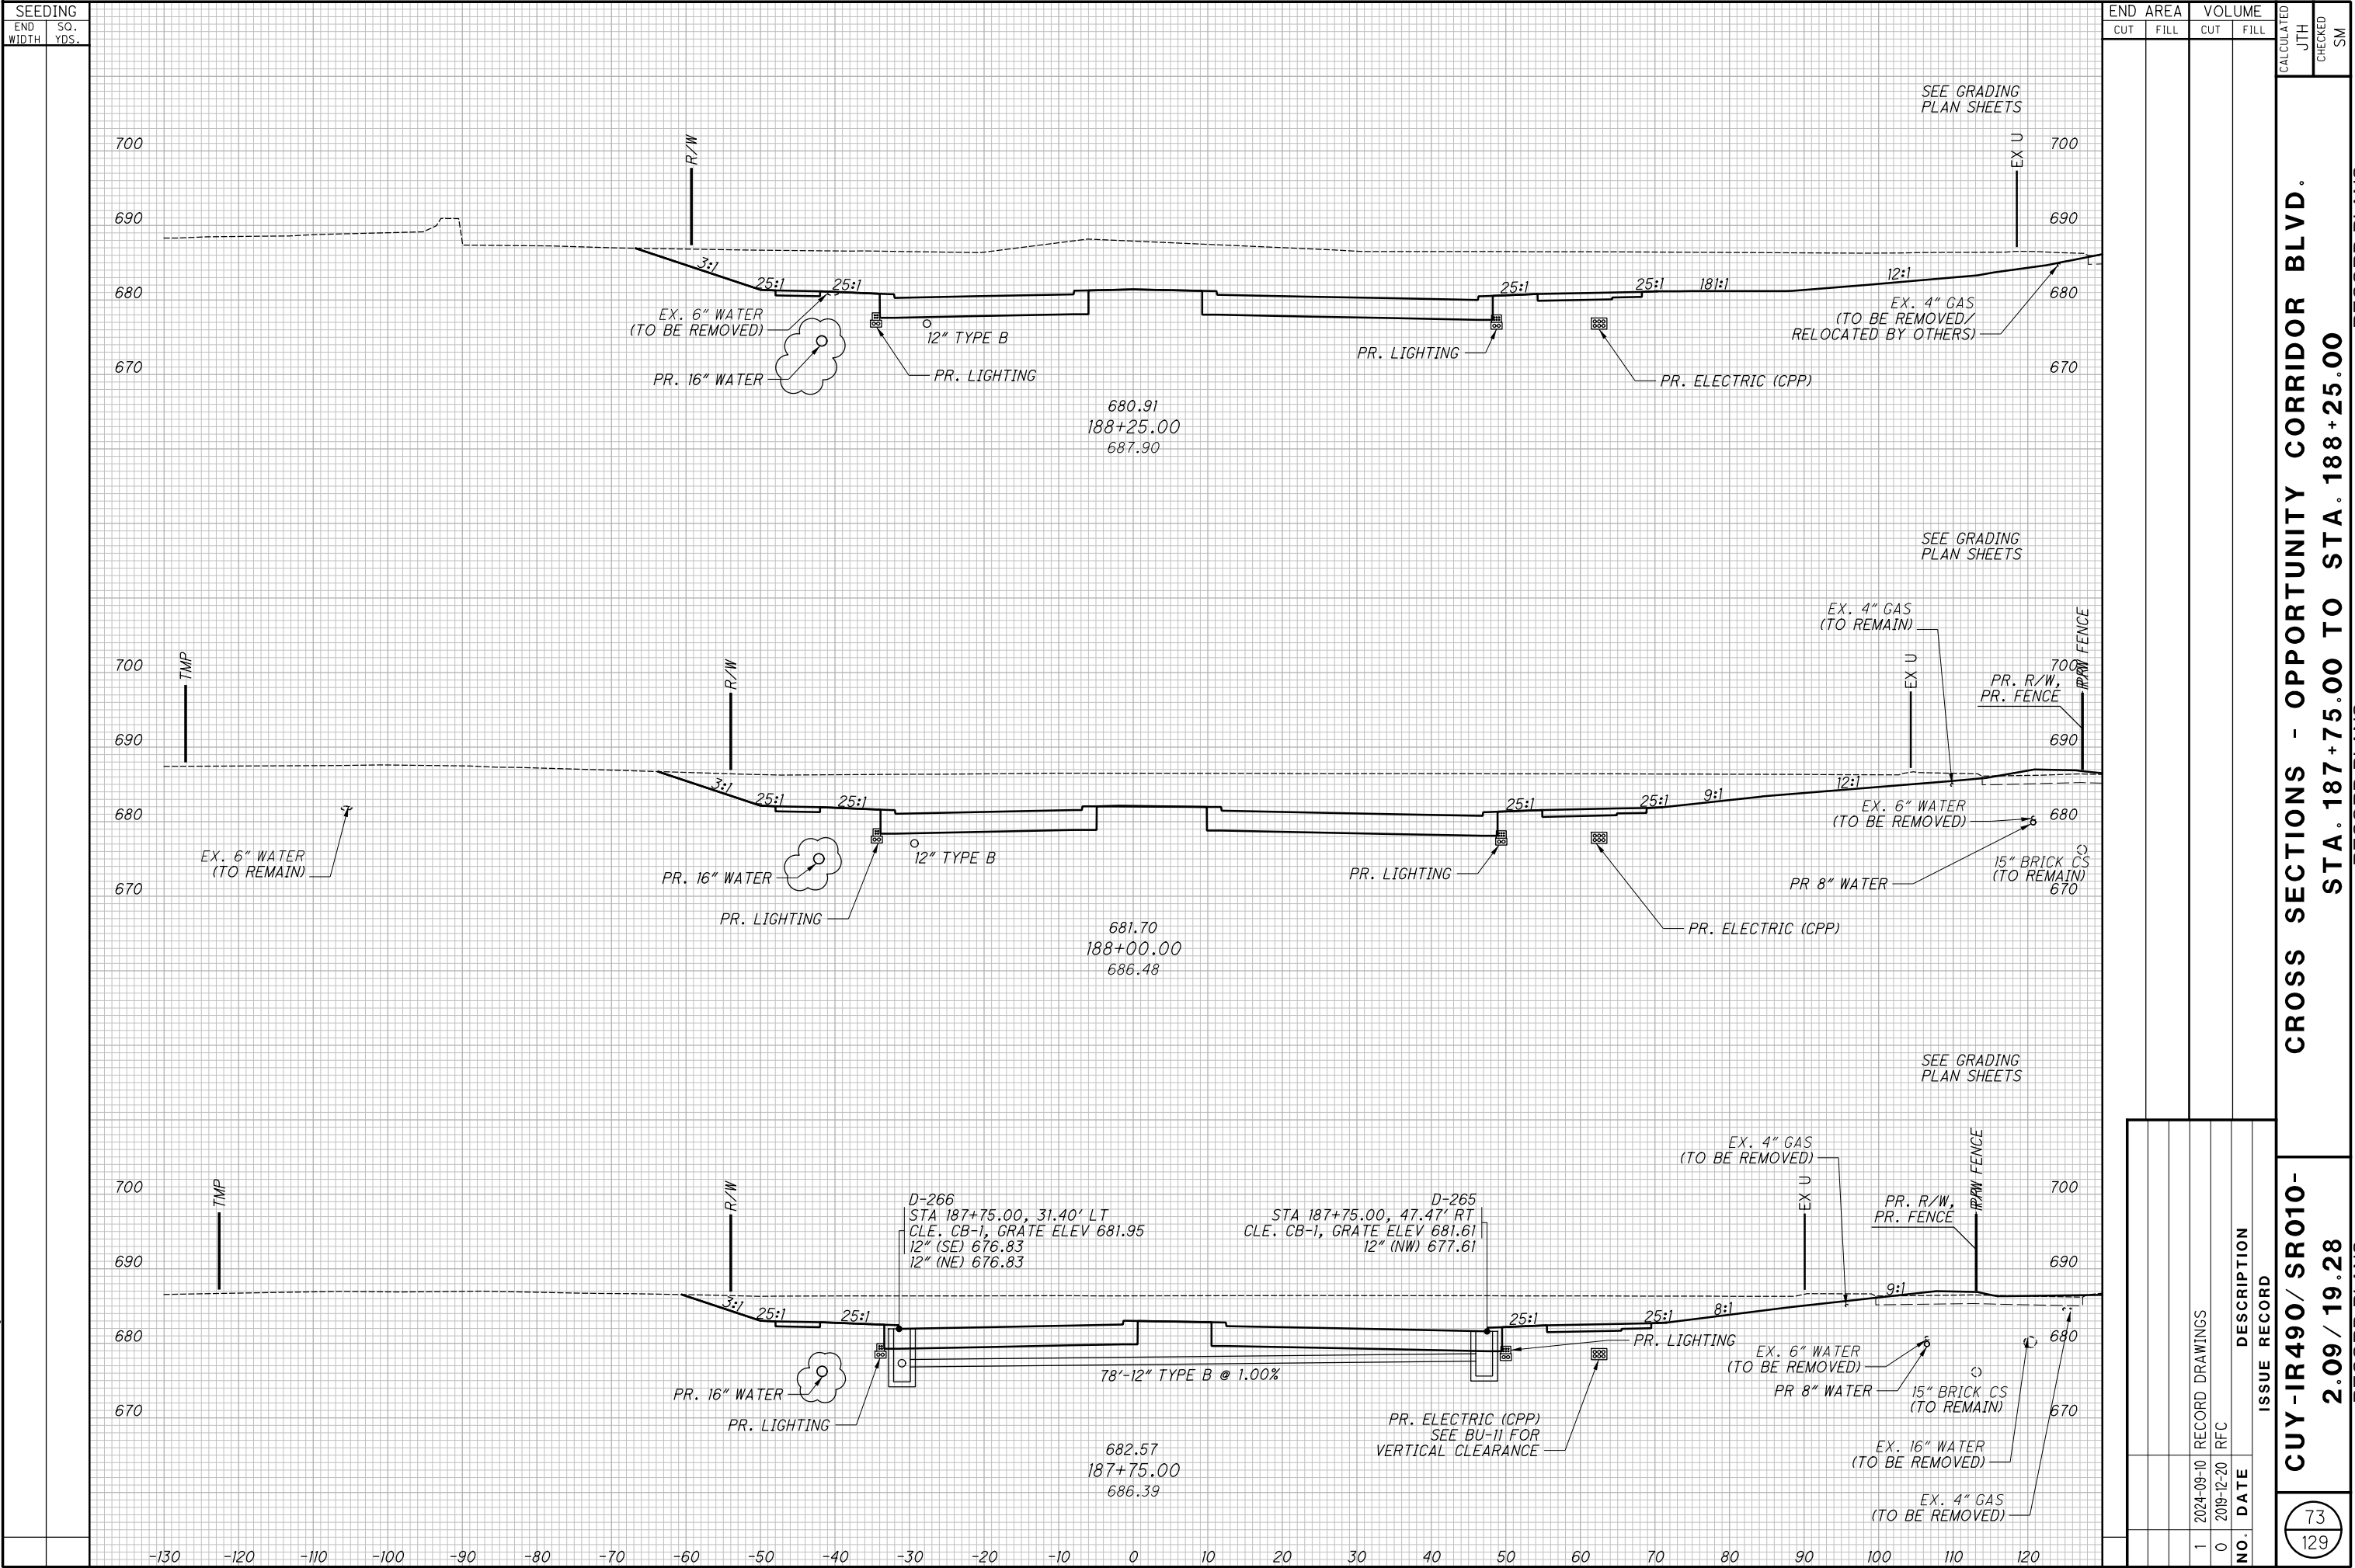 SEEDING
END WIDTH
SQ. YDS.
END AREA
VOLUME
CUT
FILL
CUT
FILL
CALCULATED
JTH
CHECKED
SM
SEE GRADING
PLAN SHEETS
700
R/W
EX U
700
690
690
3:1
25:1
25:1
25:1
25:1
181:1
12:1
680
680
EX. 6" WATER
(TO BE REMOVED)
12" TYPE B
EX. 4" GAS
(TO BE REMOVED/
RELOCATED BY OTHERS)
PR. LIGHTING
670
670
PR. 16" WATER
PR. LIGHTING
PR. ELECTRIC (CPP)
680.91
188+25.00
687.90
SEE GRADING
PLAN SHEETS
EX. 4" GAS
(TO REMAIN)
700
TMP
R/W
EX U
700
FENCE
PR. R/W,
PR. FENCE
690
690
3:1
25:1
25:1
25:1
25:1
9:1
12:1
680
680
EX. 6" WATER
(TO BE REMOVED)
EX. 6" WATER
(TO REMAIN)
12" TYPE B
15" BRICK CS
(TO REMAIN)
670
670
PR. 16" WATER
PR. LIGHTING
PR 8" WATER
PR. LIGHTING
PR. ELECTRIC (CPP)
681.70
188+00.00
686.48
SEE GRADING
PLAN SHEETS
EX. 4" GAS
(TO BE REMOVED)
700
TMP
R/W
D-266
STA 187+75.00, 31.40' LT
CLE. CB-1, GRATE ELEV 681.95
12" (SE) 676.83
12" (NE) 676.83
D-265
STA 187+75.00, 47.47' RT
CLE. CB-1, GRATE ELEV 681.61
12" (NW) 677.61
EX U
PR. R/W,
PR. FENCE
FENCE
700
690
690
3:1
25:1
25:1
25:1
25:1
8:1
9:1
680
680
PR. LIGHTING
EX. 6" WATER
(TO BE REMOVED)
78'-12" TYPE B @ 1.00%
PR. 16" WATER
PR 8" WATER
15" BRICK CS
(TO REMAIN)
670
670
PR. LIGHTING
PR. ELECTRIC (CPP)
SEE BU-11 FOR
VERTICAL CLEARANCE
EX. 16" WATER
(TO BE REMOVED)
682.57
187+75.00
686.39
EX. 4" GAS
(TO BE REMOVED)
-130 -120 -110 -100 -90 -80 -70 -60 -50 -40 -30 -20 -10 0 10 20 30 40 50 60 70 80 90 100 110 120
CROSS SECTIONS - OPPORTUNITY CORRIDOR BLVD.
STA. 187+75.00 TO STA. 188+25.00
1 2024-09-10 RECORD DRAWINGS
0 2019-12-20 RFC
NO. DATE DESCRIPTION
ISSUE RECORD
CUY-IR490/SR010-
2.09/19.28
73
129